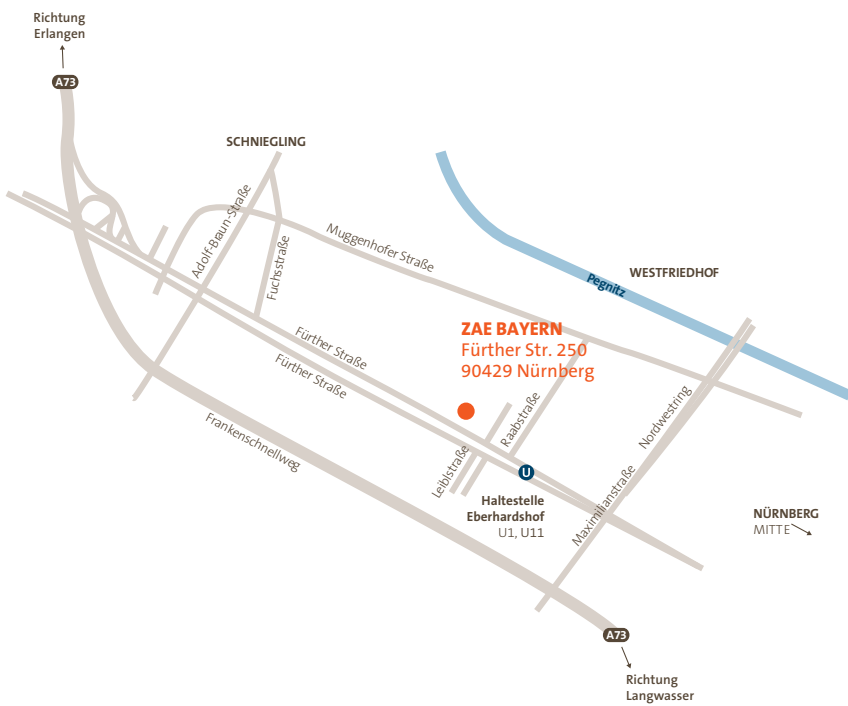 Richtung
Erlangen
A73
SCHNIEGLING
Adolf-Braun-Straße
Fuchsstraße
Muggenhofer Straße
WESTFRIEDHOF
Pegnitz
ZAE BAYERN
Fürther Str. 250
90429 Nürnberg
Fürther Straße
Fürther Straße
Frankenschnellweg
Raabstraße
Nordwestring
Leiblstraße
U
Haltestelle
Eberhardshof
U1, U11
Maximilianstraße
NÜRNBERG
MITTE
A73
Richtung
Langwasser